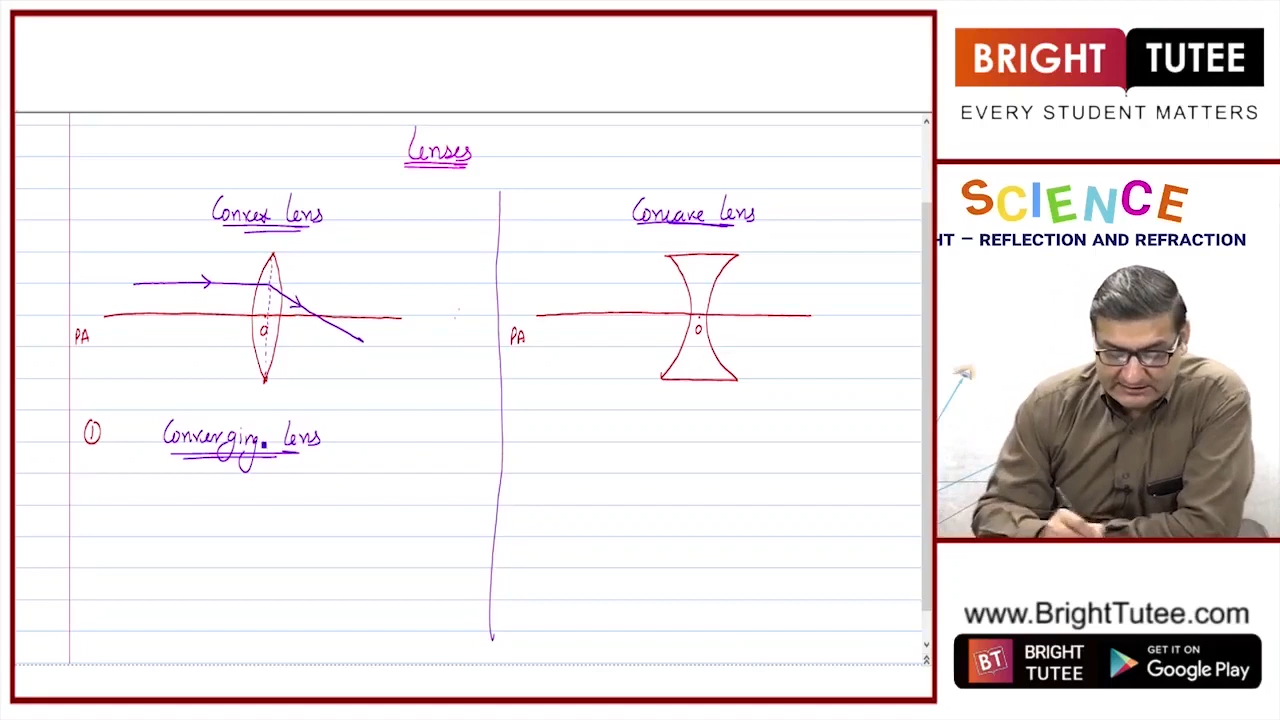 Lenses
Convex lens
Concave lens
O
PA
O
PA
① Converging lens
BRIGHT TUTEE
EVERY STUDENT MATTERS
SCIENCE
HT – REFLECTION AND REFRACTION
www.BrightTutee.com
BT BRIGHT TUTEE
GET IT ON
Google Play